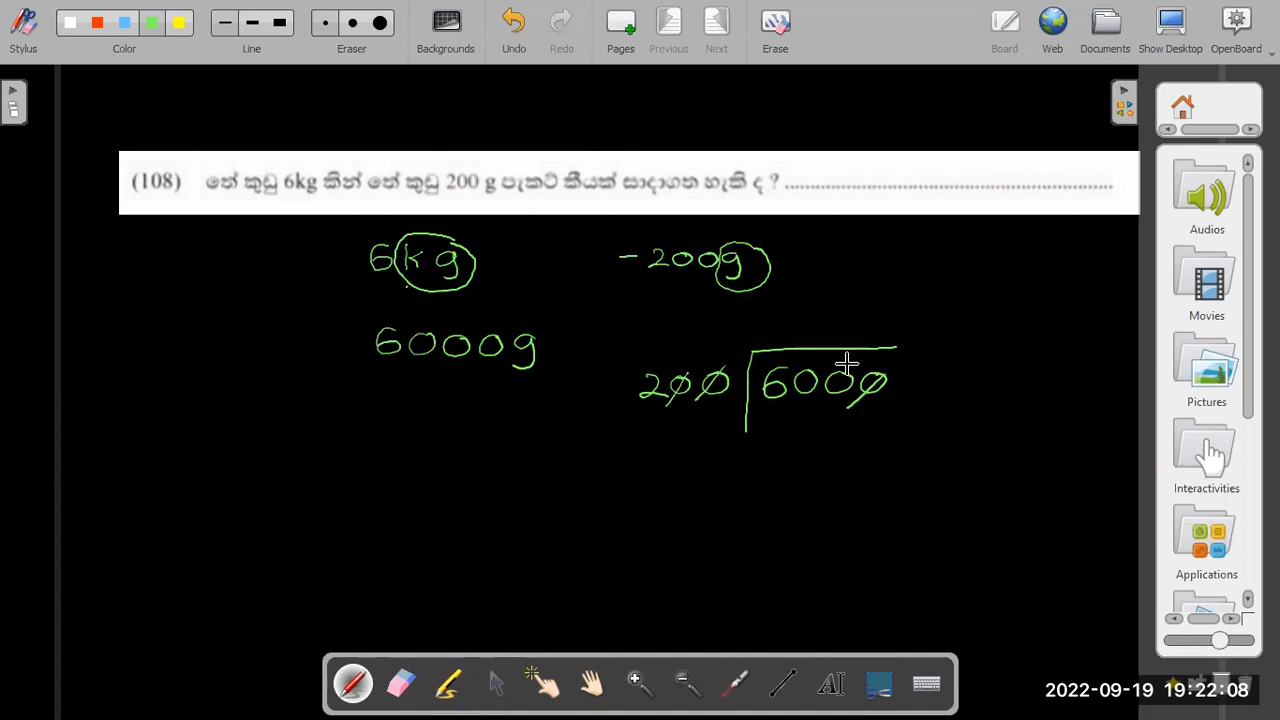 Stylus Color Line Eraser Backgrounds Undo Redo Pages Previous Next Erase Board Web Documents Show Desktop OpenBoard
(108) තේ කුඩු 6kg කින් තේ කුඩු 200 g පැකට් කීයක් සාදාගත හැකි ද ? ........................................................................
6kg -200g
6000g
200 6000
Audios
Movies
Pictures
Interactivities
Applications
2022-09-19 19:22:08